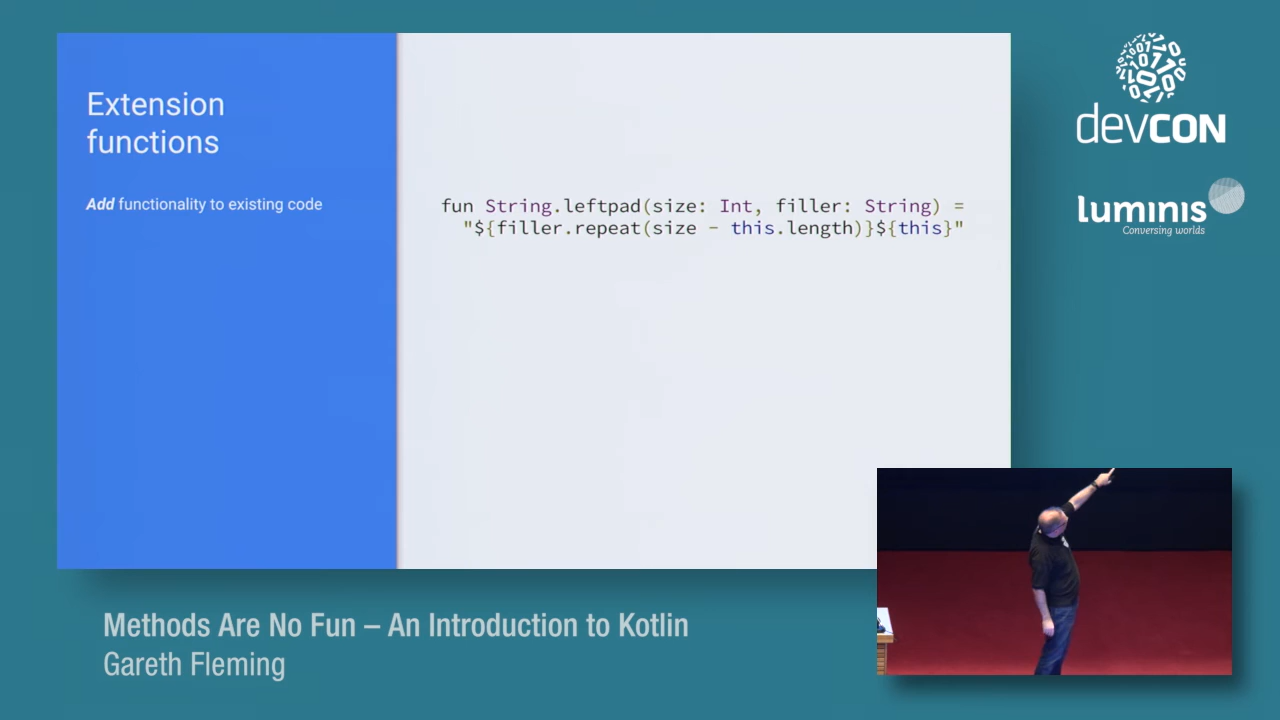 Extension
functions
Add functionality to existing code
fun String.leftpad(size: Int, filler: String) =
"${filler.repeat(size - this.length)}${this}"
devCON
luminis
Conversing worlds
Methods Are No Fun – An Introduction to Kotlin
Gareth Fleming